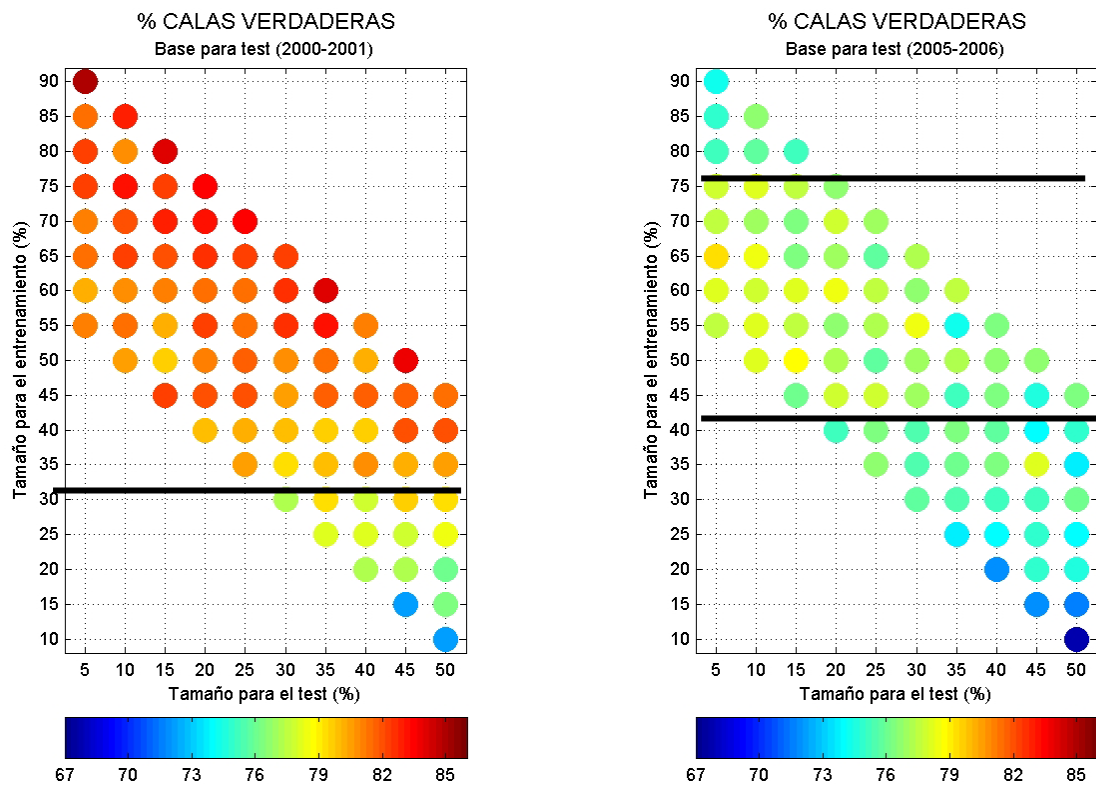 % CALAS VERDADERAS
Base para test (2000-2001)
Tamaño para el entrenamiento (%)
90
85
80
75
70
65
60
55
50
45
40
35
30
25
20
15
10
5 10 15 20 25 30 35 40 45 50
Tamaño para el test (%)
67 70 73 76 79 82 85
% CALAS VERDADERAS
Base para test (2005-2006)
Tamaño para el entrenamiento (%)
90
85
80
75
70
65
60
55
50
45
40
35
30
25
20
15
10
5 10 15 20 25 30 35 40 45 50
Tamaño para el test (%)
67 70 73 76 79 82 85